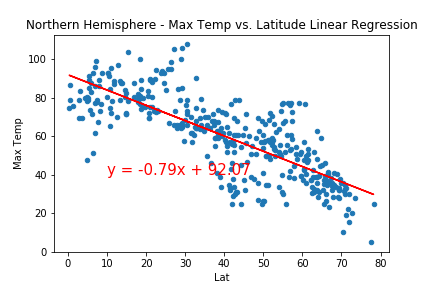 Northern Hemisphere - Max Temp vs. Latitude Linear Regression
100
80
60
40
20
0
Max Temp
y = -0.79x + 92.07
0 10 20 30 40 50 60 70 80
Lat